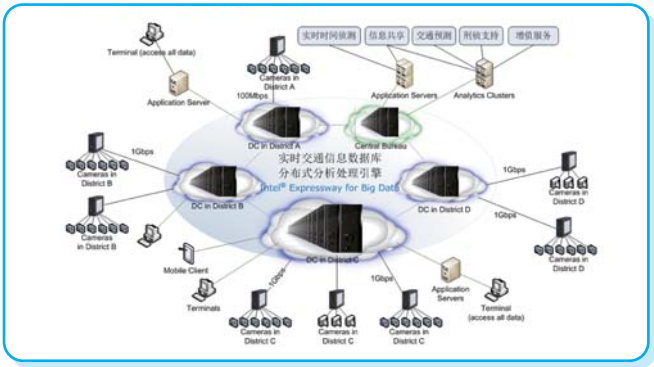 实时时间侦测
信息共享
交通预测
刑核支持
增值服务
Terminal (access all data)
Application Server
Cameras in
District A
100Mbps
Application Servers
Analytics Clusters
DC in District A
Central Bureau
实时交通信息数据库
分布式分析处理引擎
Intel® Expressway for Big Data
1Gbps
Cameras in
District B
DC in District B
Cameras
in District B
DC in District D
1Gbps
Cameras in
District D
1Gbps
Cameras in
District D
Mobile Client
Terminals
DC in District C
1Gbps
1Gbps
Application
Servers
Terminal
(access all data)
Cameras in
District C
Cameras in
District C
Cameras in
District C